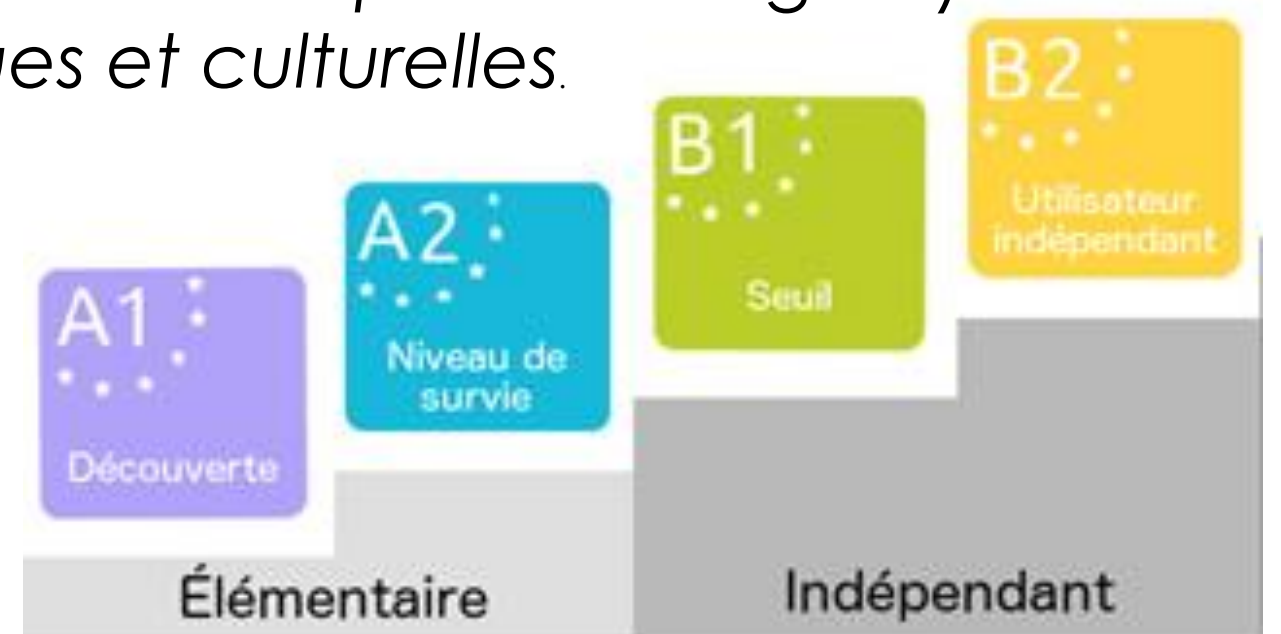 ues et culturelles.
B2
Utilisateur
indépendant
B1
Seuil
A2
Niveau de
survie
A1
Découverte
Élémentaire
Indépendant